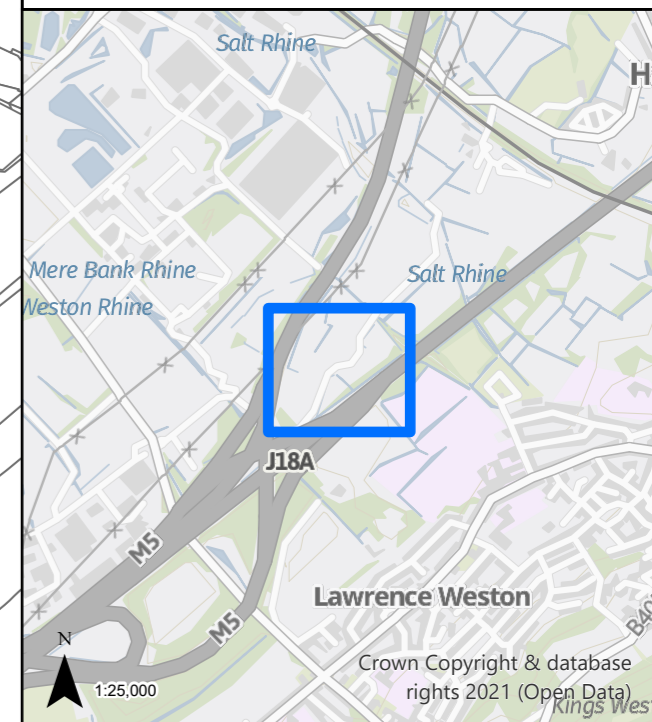 Salt Rhine
H
Mere Bank Rhine
Salt Rhine
Weston Rhine
J18A
M5
Lawrence Weston
M5
B40
N
1:25,000
Crown Copyright & database
rights 2021 (Open Data)
Kings Wes